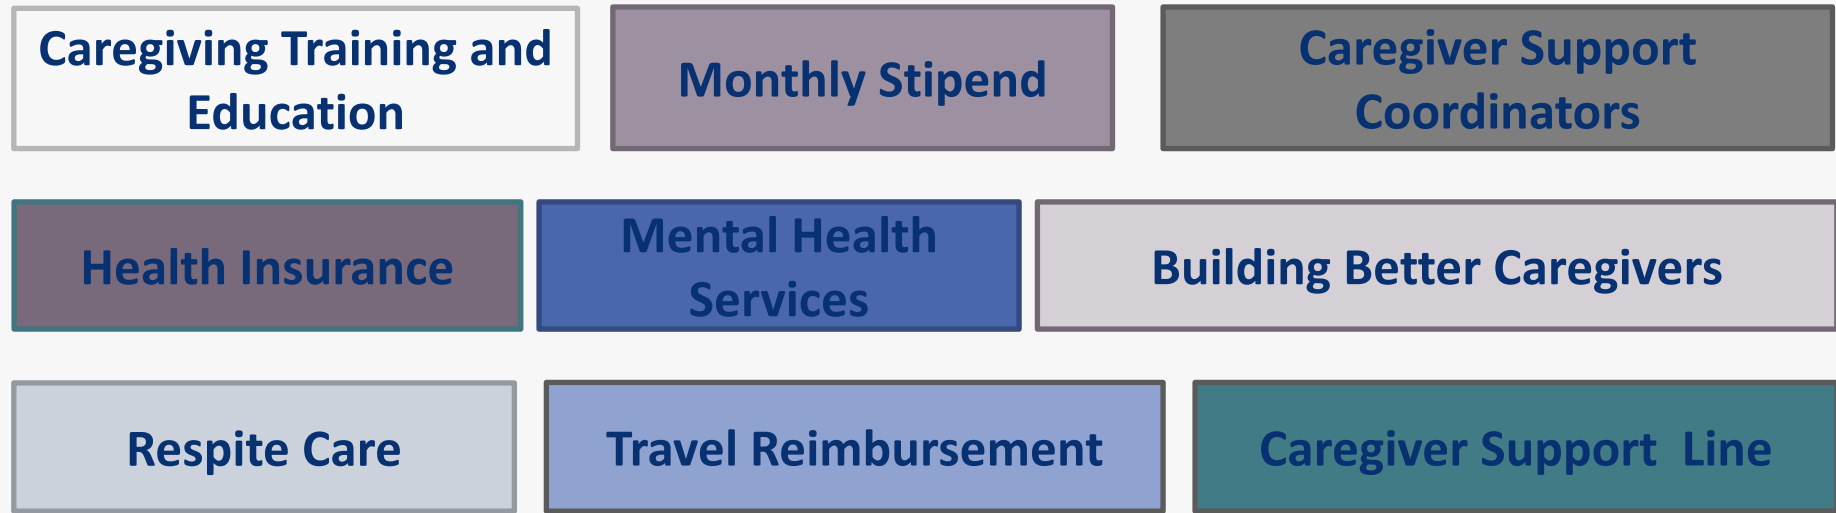 Caregiving Training and
Education
Monthly Stipend
Caregiver Support
Coordinators
Health Insurance
Mental Health
Services
Building Better Caregivers
Respite Care
Travel Reimbursement
Caregiver Support  Line